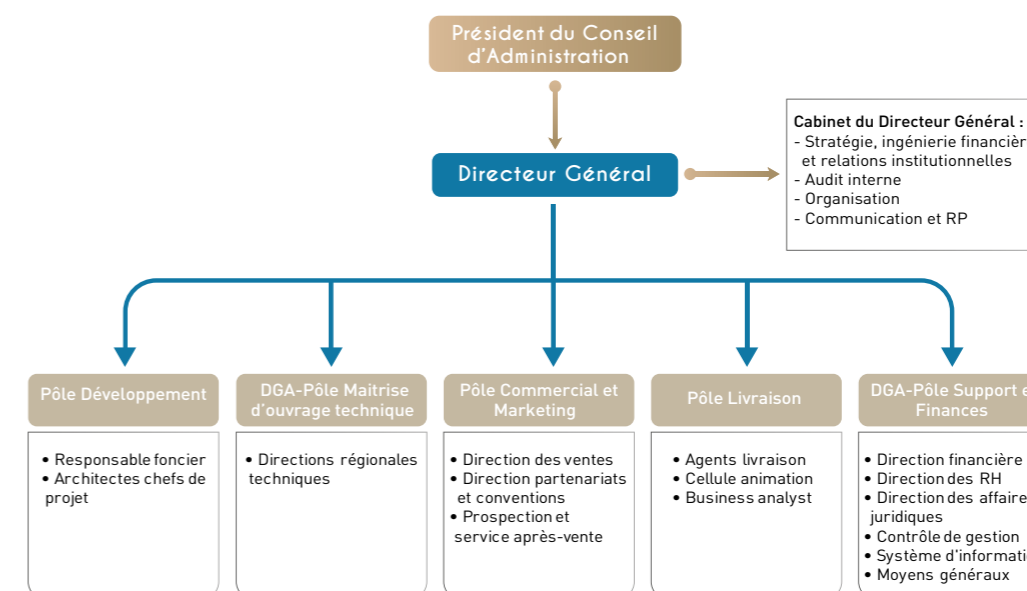 Président du Conseil
d'Administration
Directeur Général
Cabinet du Directeur Général :
- Stratégie, ingénierie financièr
et relations institutionnelles
- Audit interne
- Organisation
- Communication et RP
Pôle Développement
• Responsable foncier
• Architectes chefs de
projet
DGA-Pôle Maitrise
d'ouvrage technique
• Directions régionales
techniques
Pôle Commercial et
Marketing
• Direction des ventes
• Direction partenariats
et conventions
• Prospection et
service après-vente
Pôle Livraison
• Agents livraison
• Cellule animation
• Business analyst
DGA-Pôle Support e
Finances
• Direction financière
• Direction des RH
• Direction des affaire
juridiques
• Contrôle de gestion
• Système d'informati
• Moyens généraux